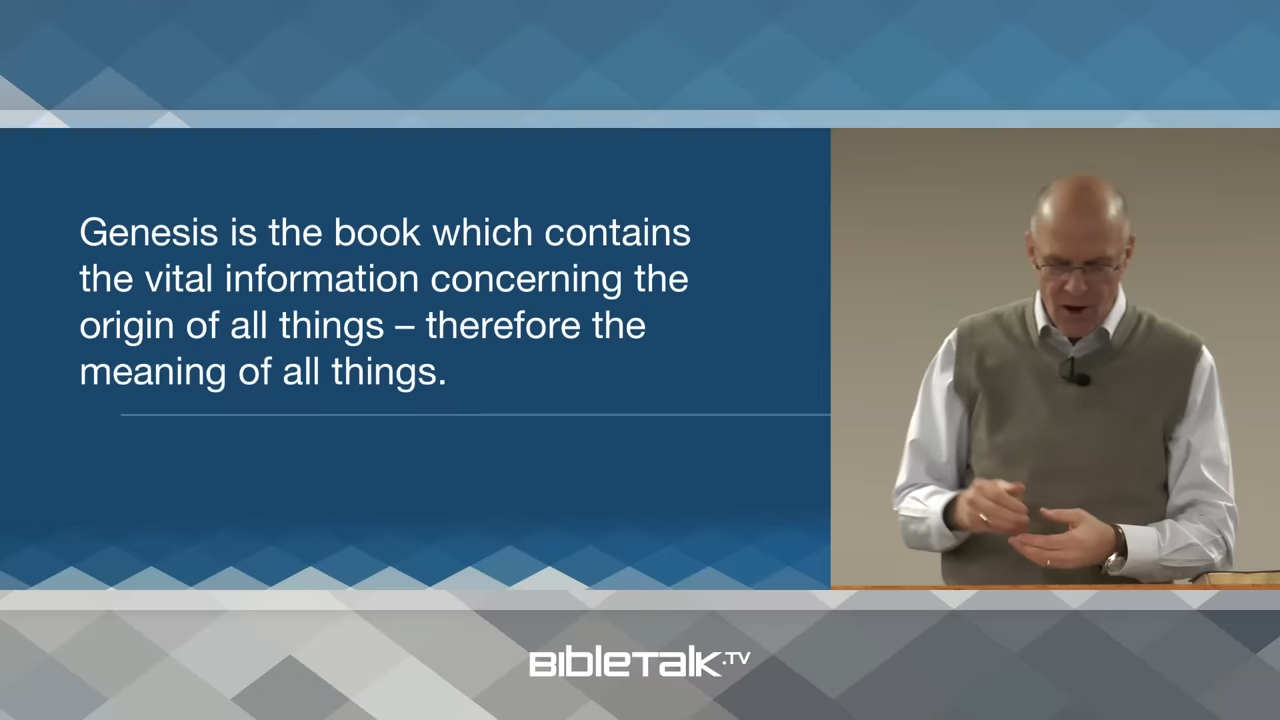 Genesis is the book which contains
the vital information concerning the
origin of all things – therefore the
meaning of all things.
BIBLETALK.TV